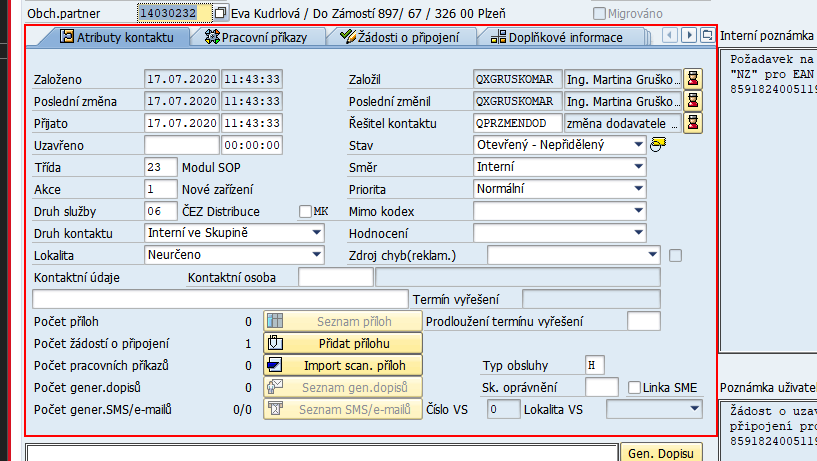 Obch.partner 14030232 Eva Kudrlová / Do Zámostí 897/ 67 / 326 00 Plzeň Migrováno
Atributy kontaktu Pracovní příkazy Žádosti o připojení Doplňkové informace
Interní poznámka
Založeno 17.07.2020 11:43:33 Založil QXGRUSKOMAR Ing. Martina Gruško...
Poslední změna 17.07.2020 11:43:33 Poslední změnil QXGRUSKOMAR Ing. Martina Gruško...
Přijato 17.07.2020 11:43:33 Řešitel kontaktu QPRZMENDOD změna dodavatele ...
Uzavřeno 00:00:00 Stav Otevřený - Nepřidělený
Třída 23 Modul SOP Směr Interní
Akce 1 Nové zařízení Priorita Normální
Druh služby 06 ČEZ Distribuce MK Mimo kodex
Druh kontaktu Interní ve Skupině Hodnocení
Lokalita Neurčeno Zdroj chyb(reklam.)
Kontaktní údaje Kontaktní osoba
Termín vyřešení
Počet příloh 0 Seznam příloh Prodloužení termínu vyřešení
Počet žádostí o připojení 1 Přidat přílohu
Počet pracovních příkazů 0 Import scan. příloh Typ obsluhy H
Počet gener.dopisů 0 Seznam gen.dopisů Sk. oprávnění Linka SME
Počet gener.SMS/e-mailů 0/0 Seznam SMS/e-mailů Číslo VS 0 Lokalita VS
Gen. Dopisu
Požadavek na
"NZ" pro EAN
8591824005119
Poznámka uživatel
Žádost o uzav
připojení pro
8591824005119